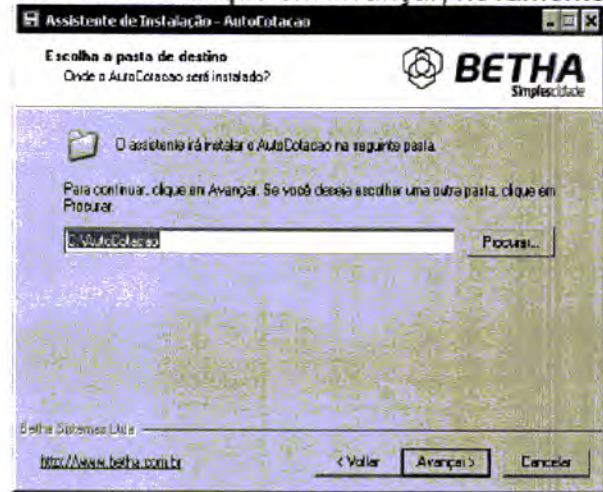 Assistente de Instalação - AutoCotacao
Escolha a pasta de destino
Onde o AutoCotacao será instalado?
BETHA
Simplescidade
O assistente irá instalar o AutoCotacao na seguinte pasta.
Para continuar, clique em Avançar. Se você deseja escolher uma outra pasta, clique em
Procurar.
C:\AutoCotacao
Procurar...
Betha Sistemas Ltda
http://www.betha.com.br
< Voltar
Avançar >
Cancelar